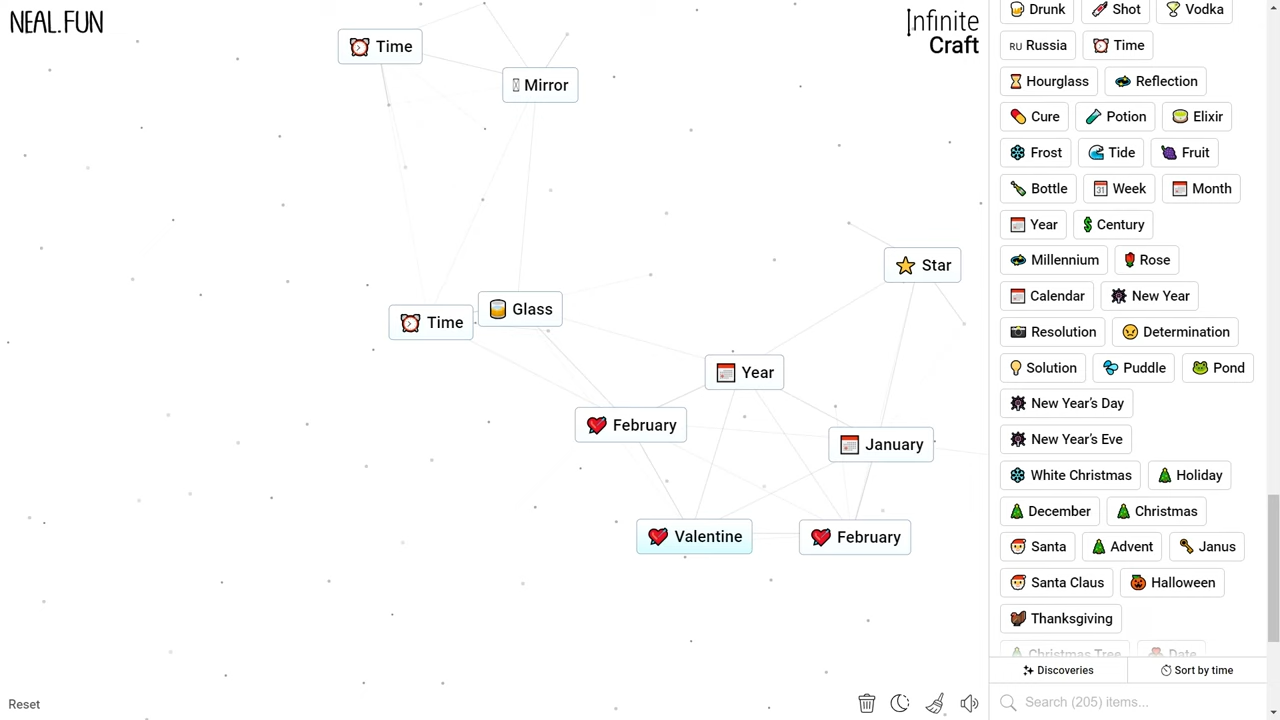 NEAL.FUN
Infinite
Craft
Time
Mirror
Star
Time
Glass
Year
February
January
Valentine
February
Reset
Drunk Shot Vodka
RU Russia Time
Hourglass Reflection
Cure Potion Elixir
Frost Tide Fruit
Bottle Week Month
Year Century
Millennium Rose
Calendar New Year
Resolution Determination
Solution Puddle Pond
New Year's Day
New Year's Eve
White Christmas Holiday
December Christmas
Santa Advent Janus
Santa Claus Halloween
Thanksgiving
Christmas Tree Date
Discoveries Sort by time
Search (205) items...